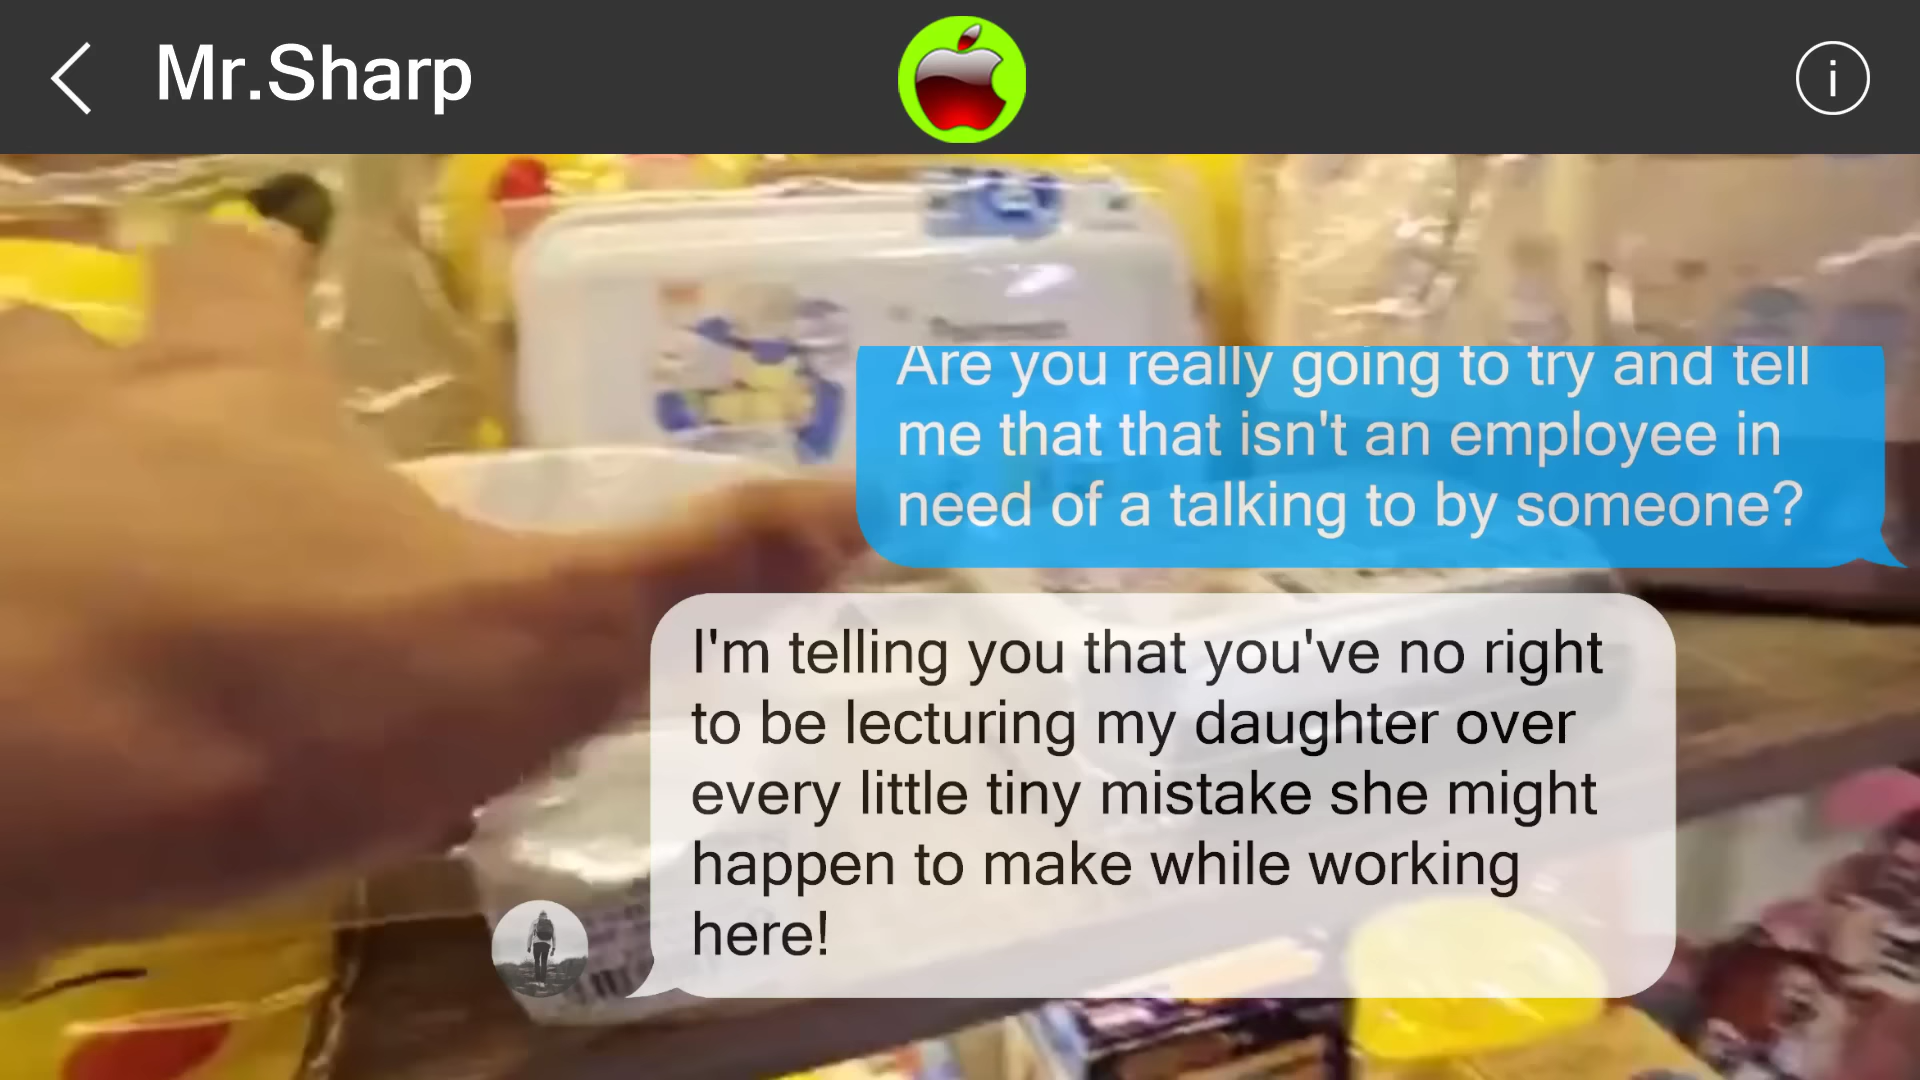 Mr.Sharp
i
Are you really going to try and tell
me that that isn't an employee in
need of a talking to by someone?
I'm telling you that you've no right
to be lecturing my daughter over
every little tiny mistake she might
happen to make while working
here!